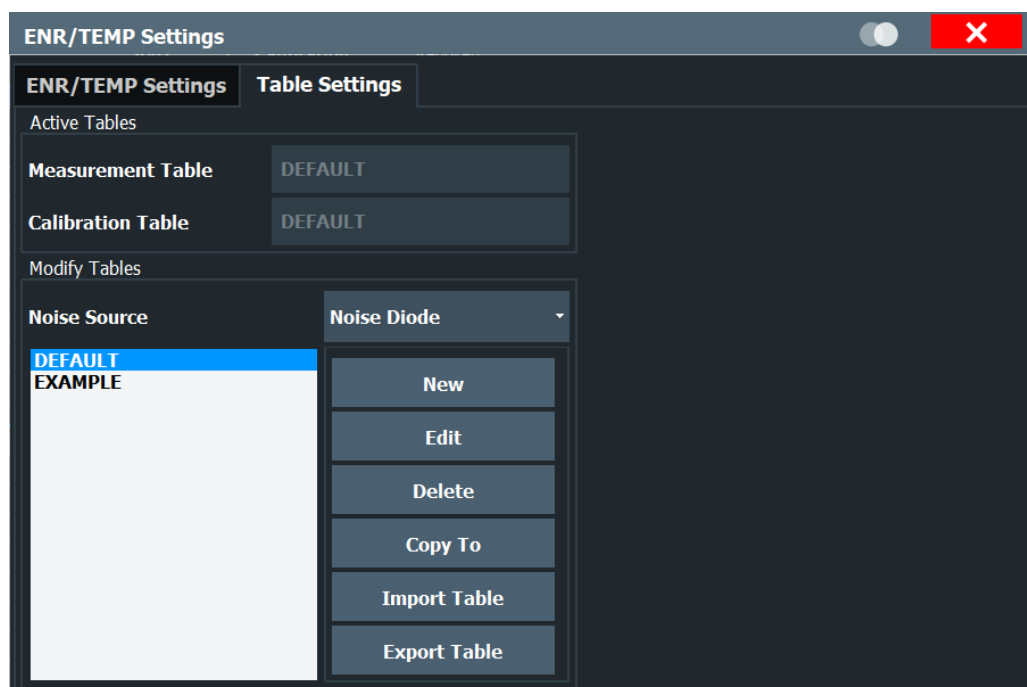 ENR/TEMP Settings
ENR/TEMP Settings Table Settings
Active Tables
Measurement Table DEFAULT
Calibration Table DEFAULT
Modify Tables
Noise Source Noise Diode
DEFAULT
EXAMPLE
New
Edit
Delete
Copy To
Import Table
Export Table